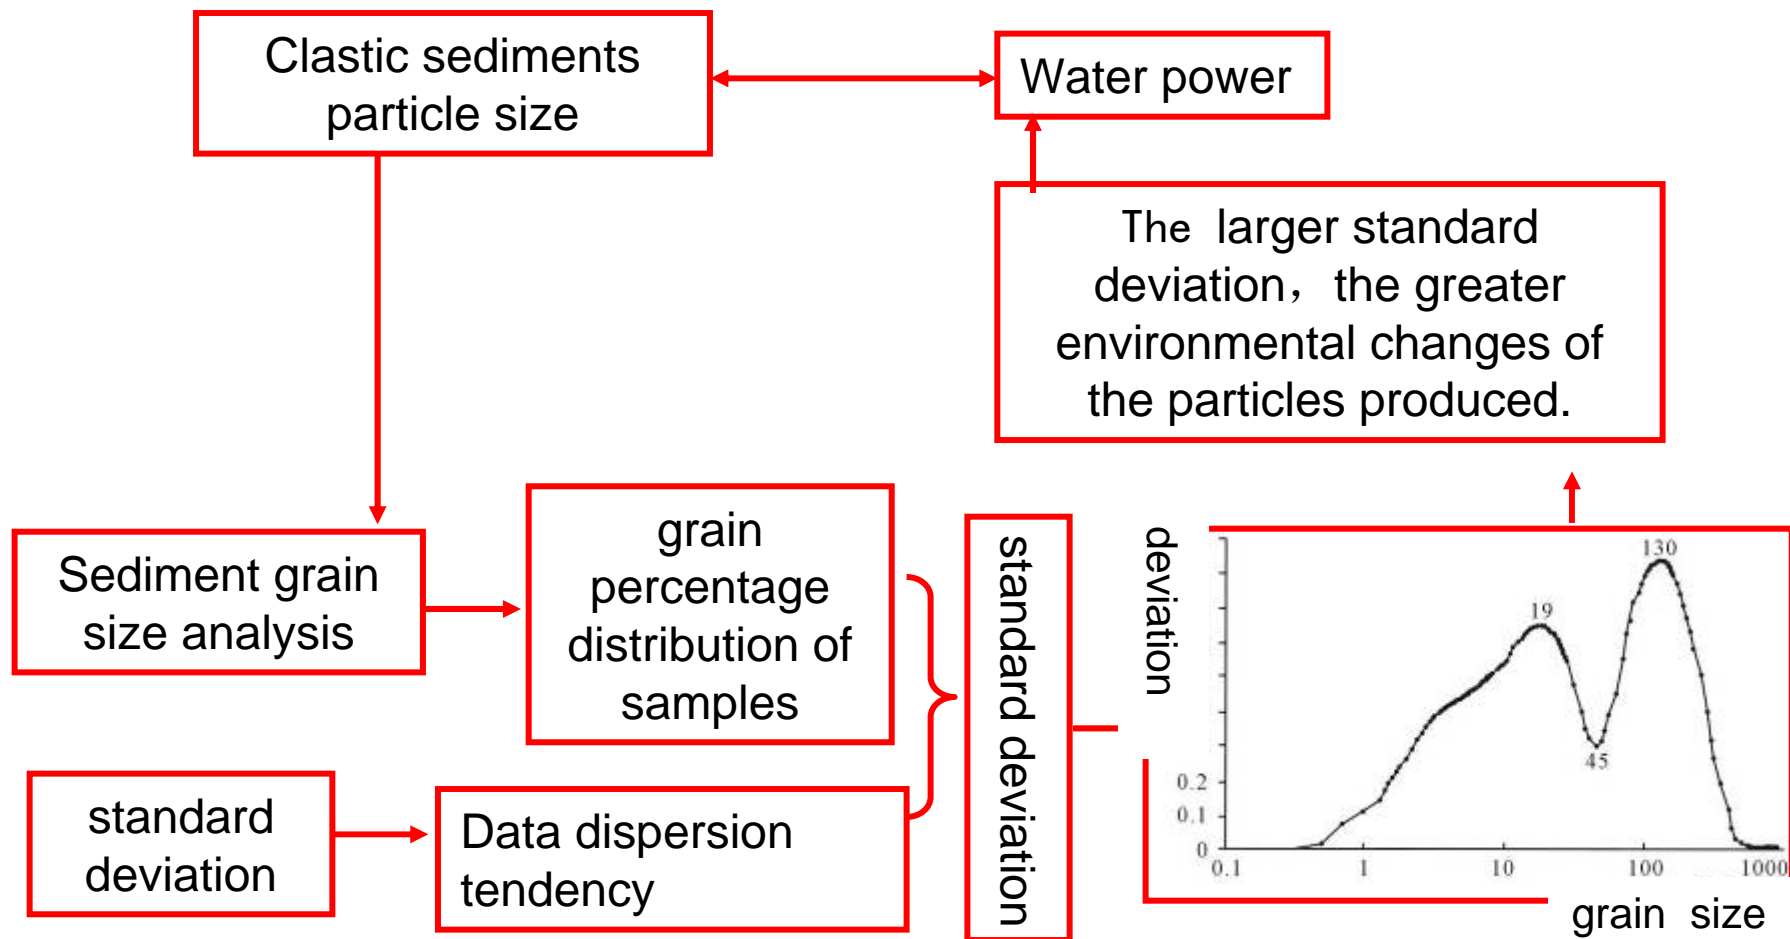 Clastic sediments
particle size
Water power
The larger standard
deviation，the greater
environmental changes of
the particles produced.
Sediment grain
size analysis
grain
percentage
distribution of
samples
standard
deviation
Data dispersion
tendency
standard deviation
deviation
130
19
45
0.2
0.1
0
0.1
1
10
100
1000
grain size